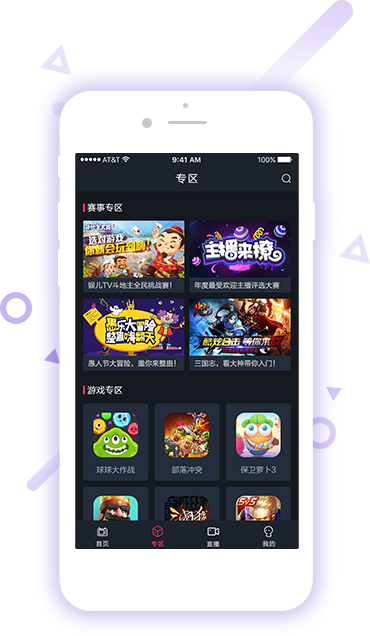 AT&T
9:41 AM
100%
专区
赛事专区
选对游戏
你就会玩到嗨!
主播来撩
娱儿TV斗地主全民挑战赛!
年度最受欢迎主播评选大赛
愚乐大冒险
整蛊嗨翻天
酷炫合击 等你来
愚人节大冒险，邀你来整蛊!
三国志，看大神带你入门!
游戏专区
球球大作战
部落冲突
保卫萝卜3
5v5
首页
专区
直播
我的